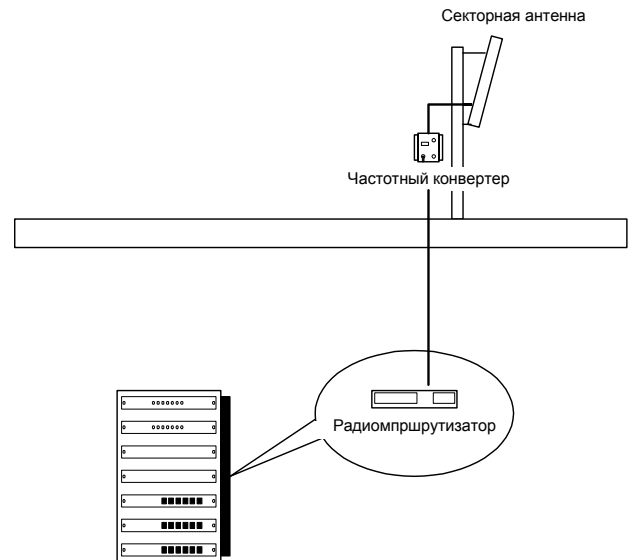 Секторная антенна
Частотный конвертер
Радиомпршрутизатор